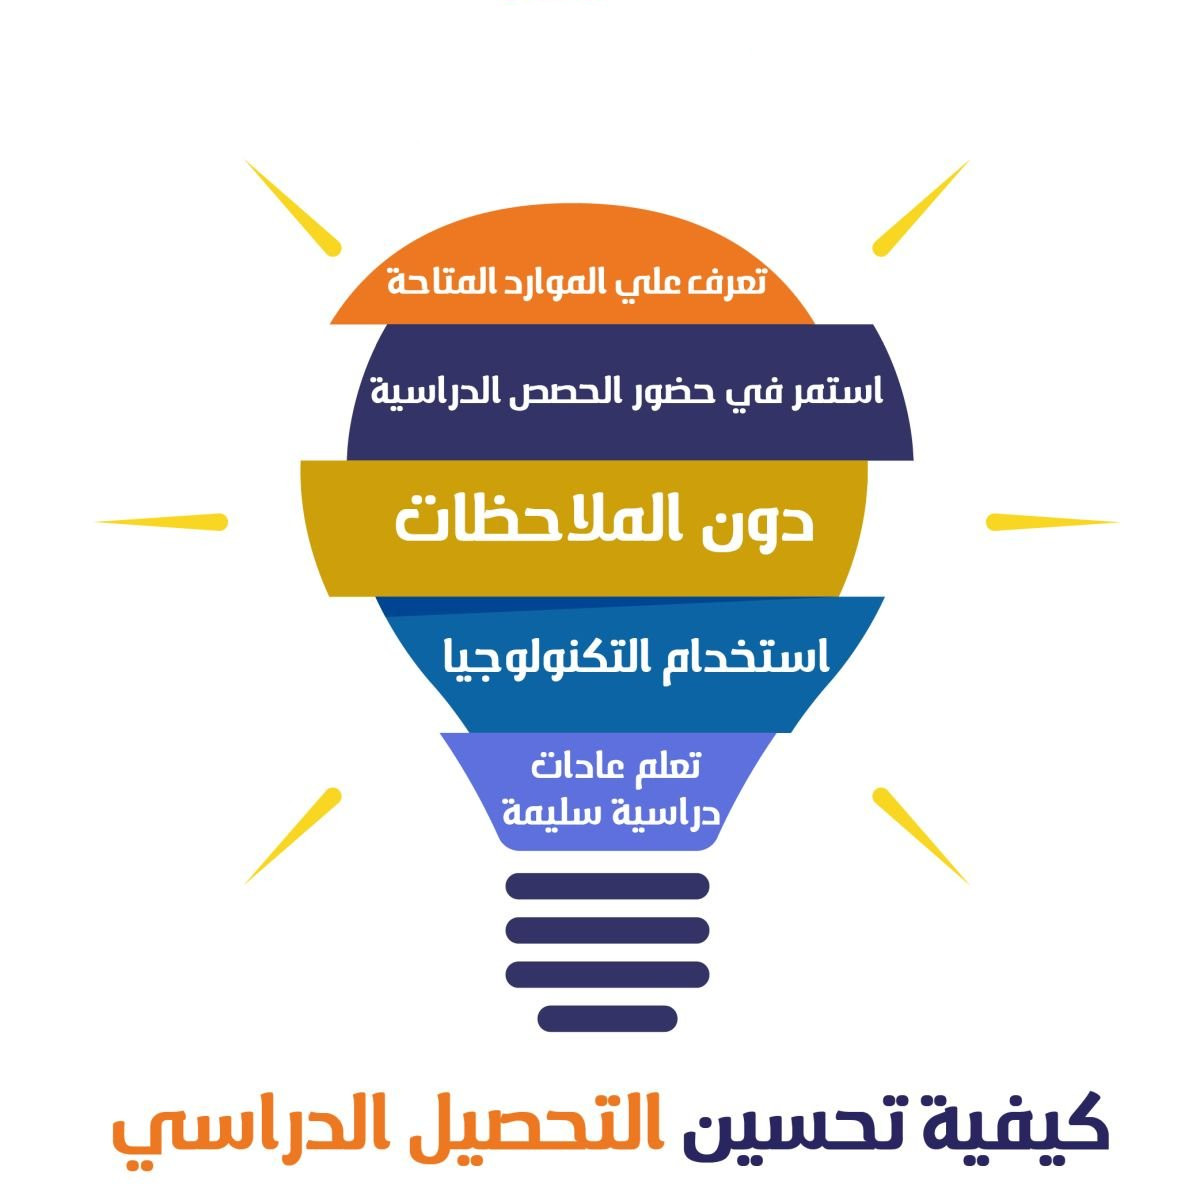 تعرف علي الموارد المتاحة
استمر في حضور الحصص الدراسية
دون الملاحظات
استخدام التكنولوجيا
تعلم عادات
دراسية سليمة
كيفية تحسين التحصيل الدراسي